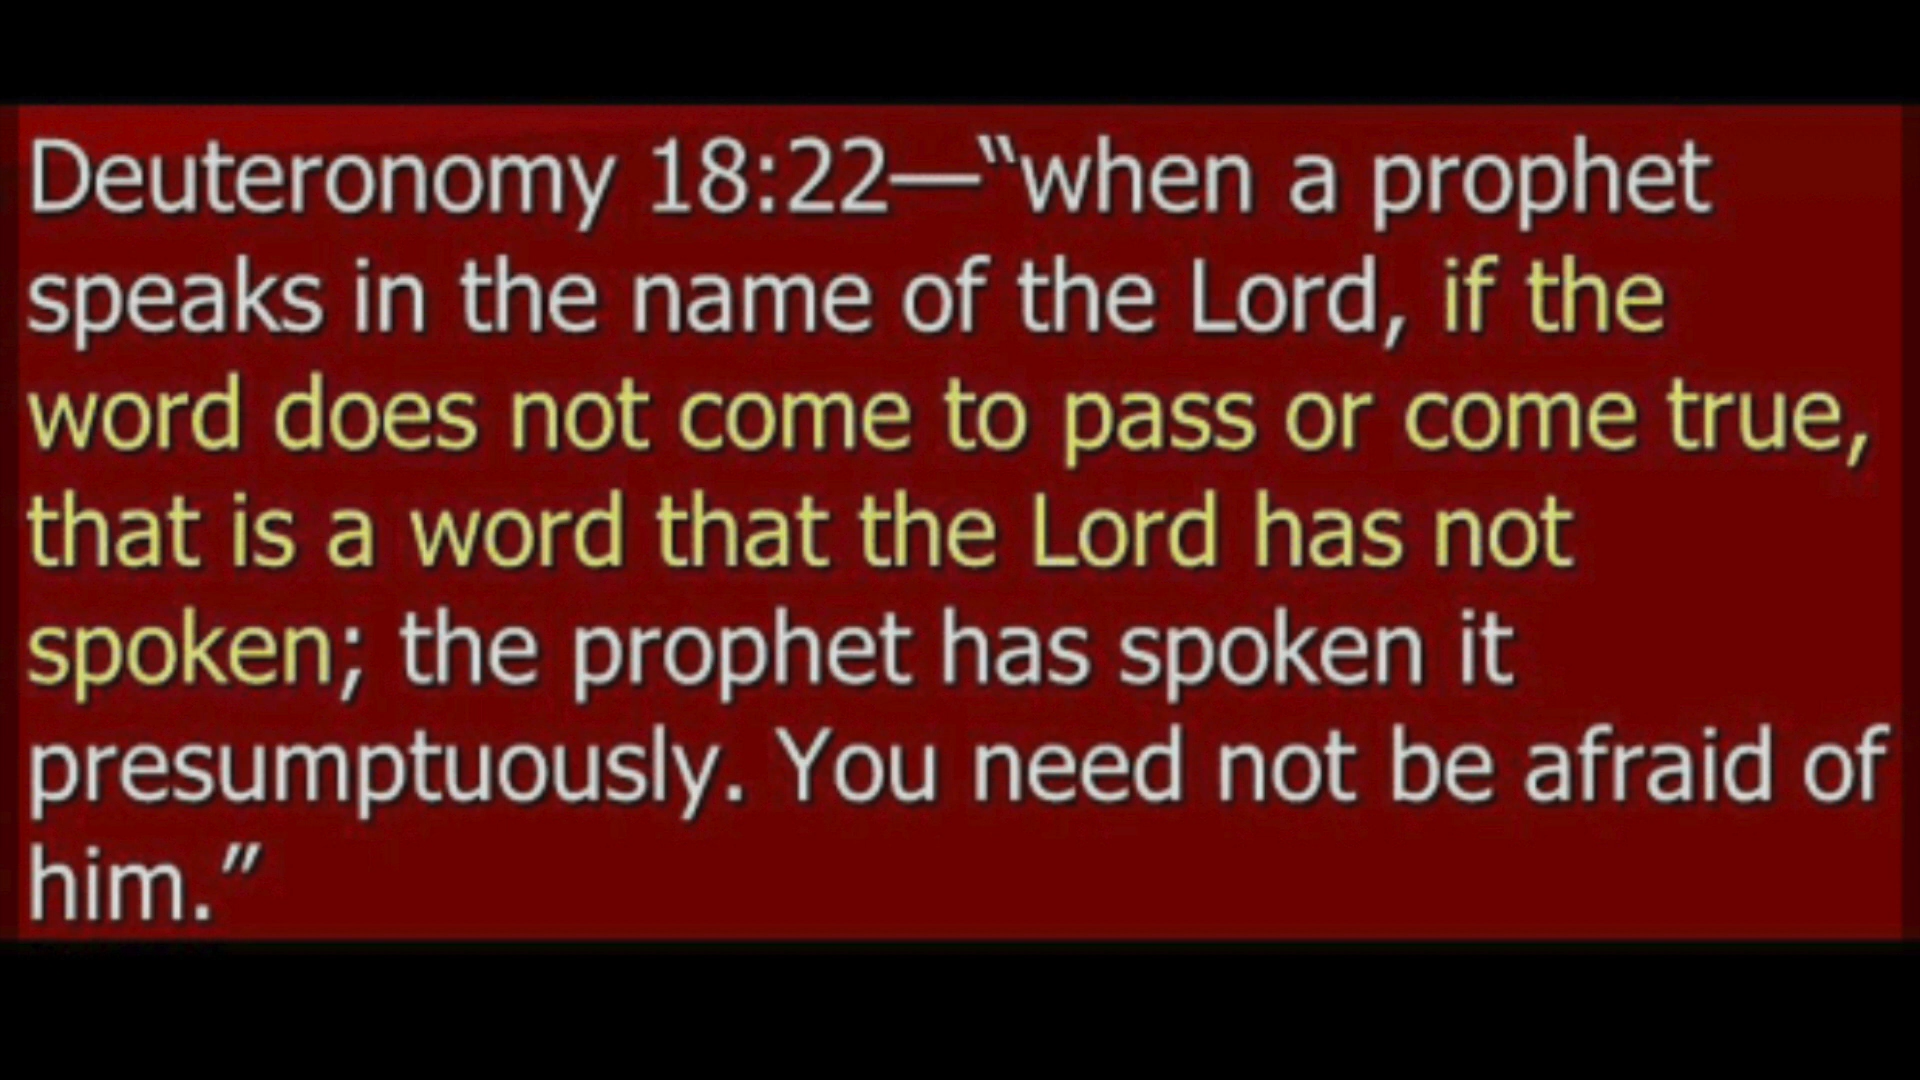 Deuteronomy 18:22—“when a prophet
speaks in the name of the Lord, if the
word does not come to pass or come true,
that is a word that the Lord has not
spoken; the prophet has spoken it
presumptuously. You need not be afraid of
him.”